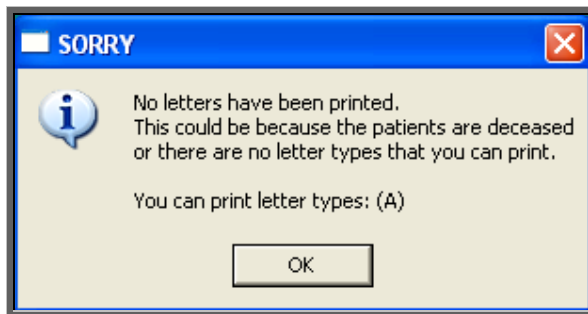 SORRY
No letters have been printed.
This could be because the patients are deceased
or there are no letter types that you can print.
You can print letter types: (A)
OK